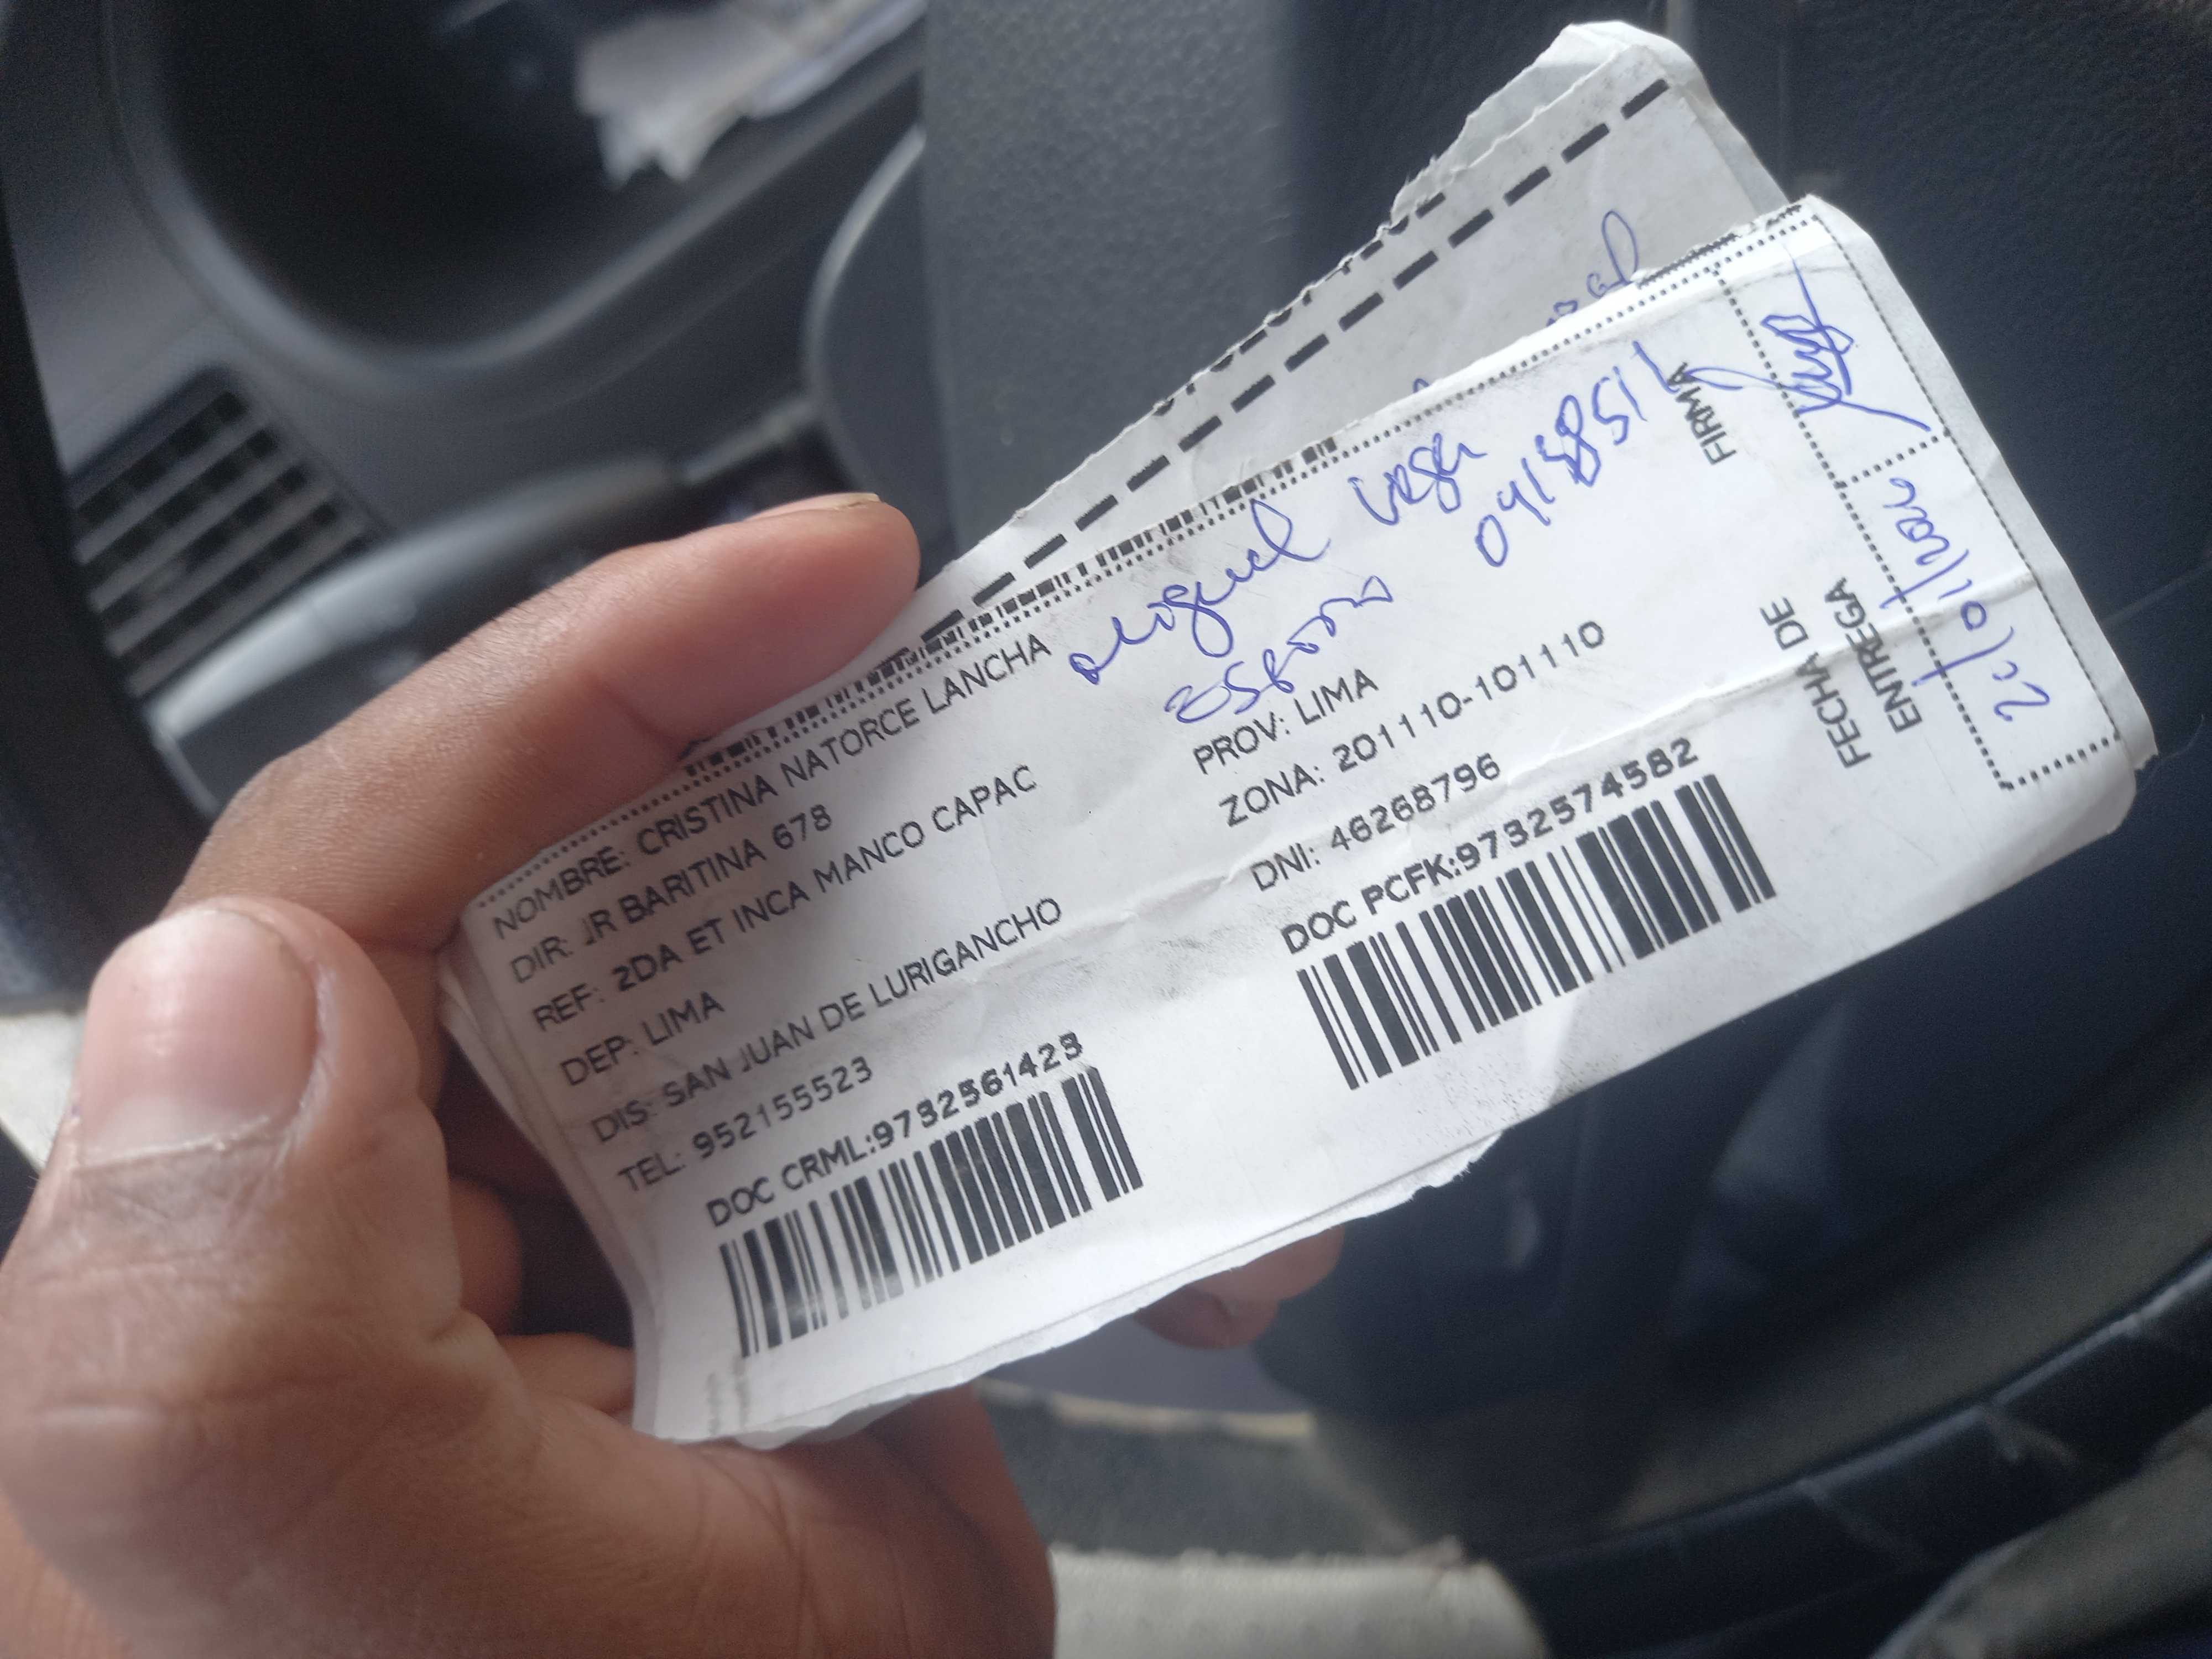 NOMBRE: CRISTINA NATORCE LANCHA
DIR: JR BARITINA 678
REF: 2DA ET INCA MANCO CAPAC
DEP: LIMA
PROV: LIMA
DIS: SAN JUAN DE LURIGANCHO
ZONA: 201110-101110
TEL: 952155523
DNI: 46268796
DOC CRML:9732561423
DOC PCFK:9732574582
Miguel Vega
Esposo
FIRMA
FECHA DE
ENTREGA